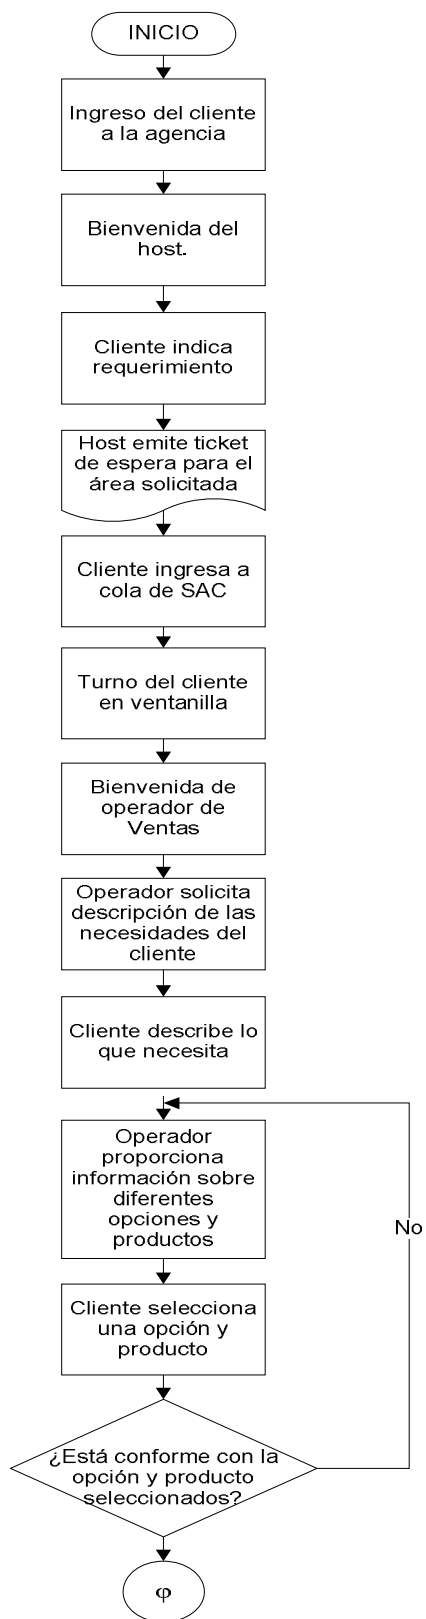 INICIO
Ingreso del cliente
a la agencia
Bienvenida del
host.
Cliente indica
requerimiento
Host emite ticket
de espera para el
área solicitada
Cliente ingresa a
cola de SAC
Turno del cliente
en ventanilla
Bienvenida de
operador de
Ventas
Operador solicita
descripción de las
necesidades del
cliente
Cliente describe lo
que necesita
Operador
proporciona
información sobre
diferentes
opciones y
productos
No
Cliente selecciona
una opción y
producto
¿Está conforme con la
opción y producto
seleccionados?
φ